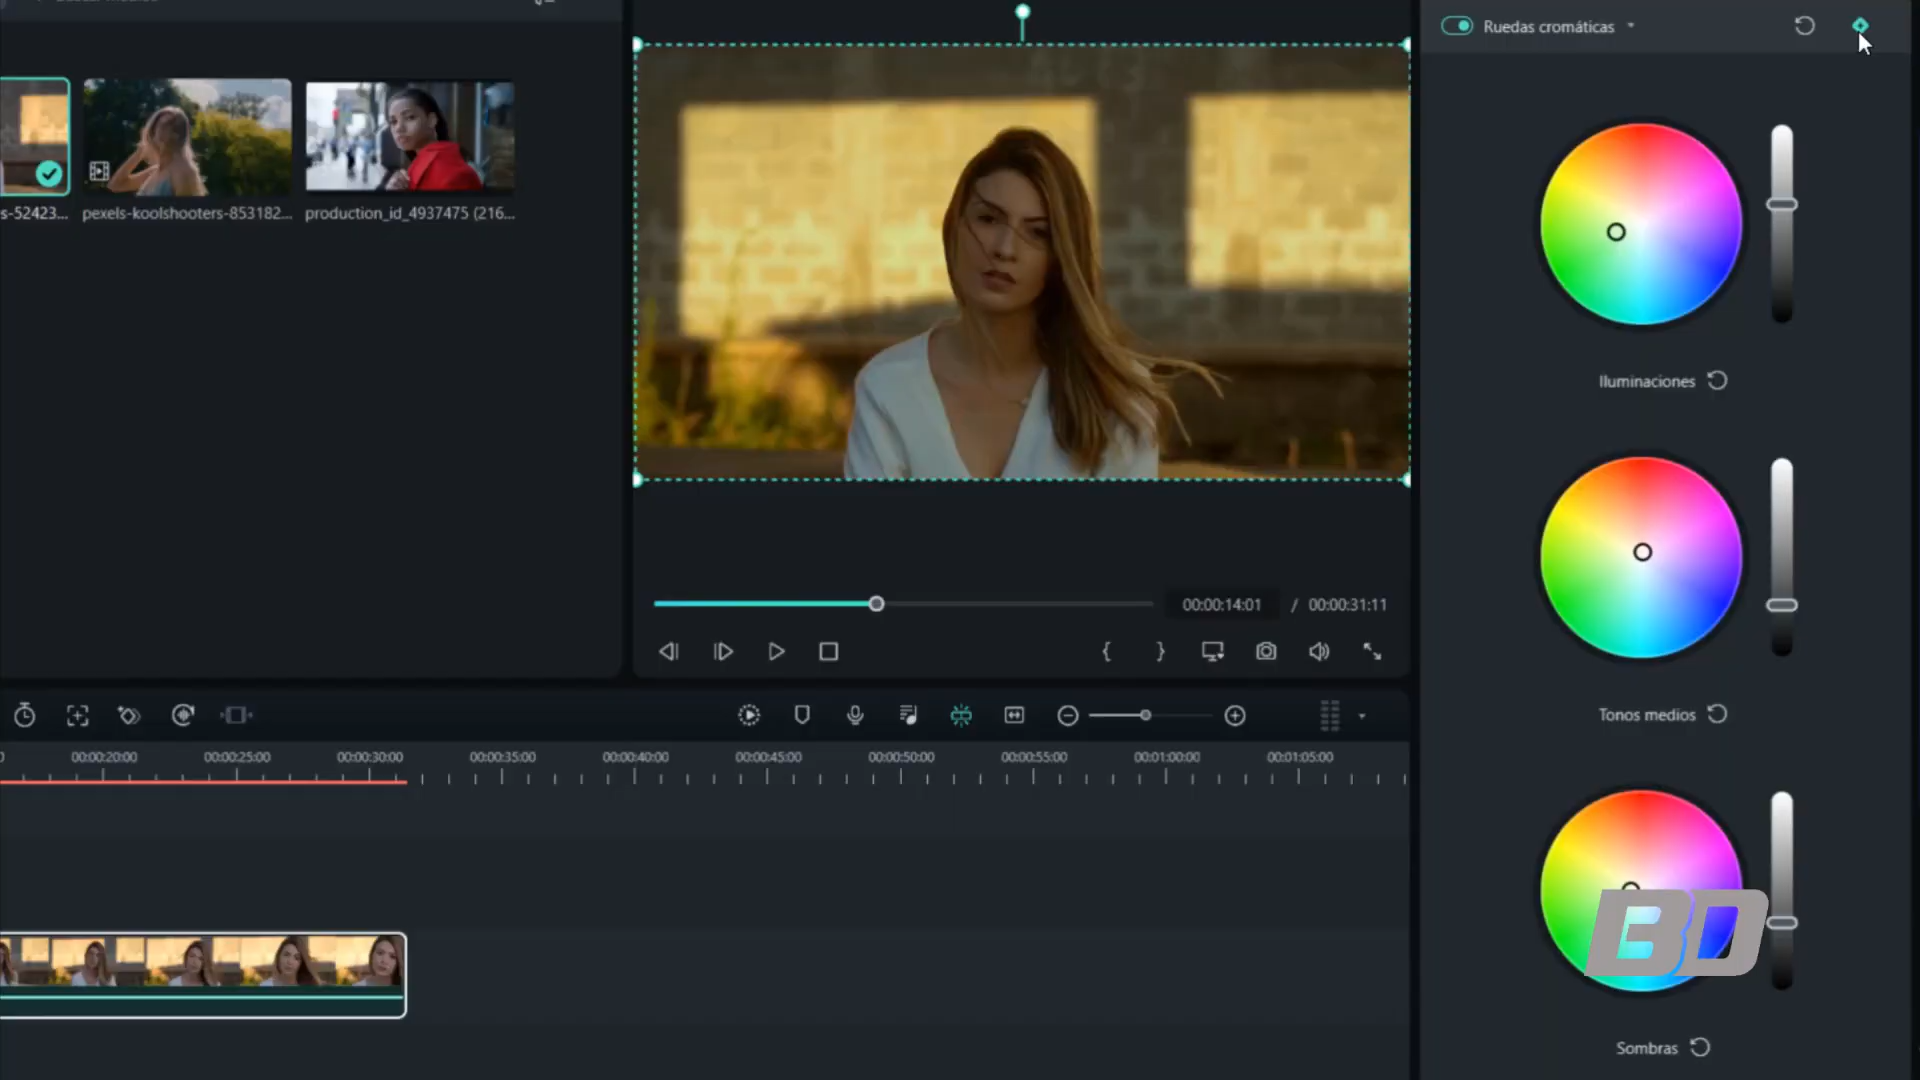 Ruedas cromáticas
s-52423...
pexels-koolshooters-853182...
production_id_4937475 (216...
Iluminaciones
00:00:14:01 / 00:00:31:11
Tonos medios
00:00:20:00 00:00:25:00 00:00:30:00 00:00:35:00 00:00:40:00 00:00:45:00 00:00:50:00 00:00:55:00 00:01:00:00 00:01:05:00
BD
Sombras